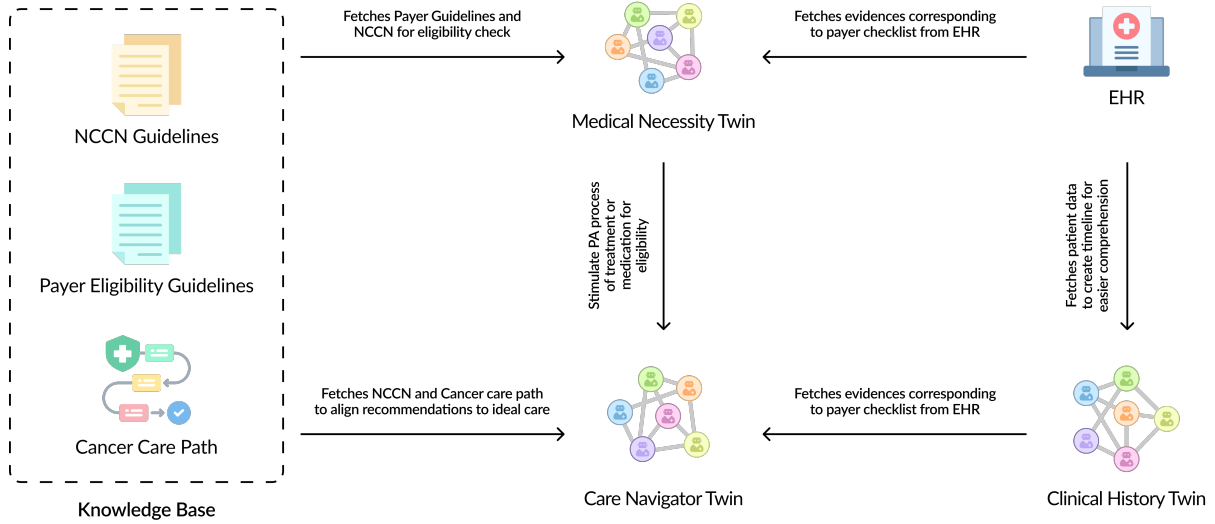 Fetches Payer Guidelines and
NCCN for eligibility check
Fetches evidences corresponding
to payer checklist from EHR
NCCN Guidelines
Medical Necessity Twin
EHR
Payer Eligibility Guidelines
Stimulate PA process
of treatment or
medication for
eligibility
Fetches patient data
to create timeline for
easier comprehension
Cancer Care Path
Fetches NCCN and Cancer care path
to align recommendations to ideal care
Fetches evidences corresponding
to payer checklist from EHR
Knowledge Base
Care Navigator Twin
Clinical History Twin